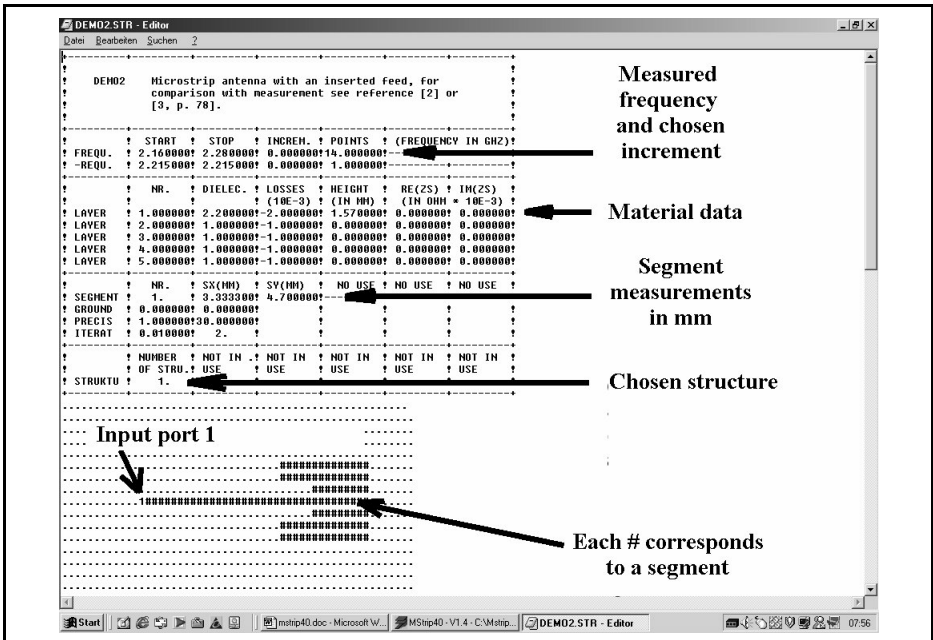 DEMO2.STR - Editor
Datei Bearbeiten Suchen ?
+---------+---------+---------+---------+---------+---------+---------+
! !
! DEMO2 Microstrip antenna with an inserted feed, for !
! comparison with measurement see reference [2] or !
! [3, p. 78]. !
! !
+---------+---------+---------+---------+---------+---------+---------+
! ! START ! STOP ! INCREM. ! POINTS ! (FREQUENCY IN GHZ)!
! FREQU. ! 2.160000! 2.280000! 0.000000!14.000000!---
! -REQU. ! 2.215000! 2.215000! 0.000000! 1.000000!
+---------+---------+---------+---------+---------+---------+---------+
! ! NR. ! DIELEC. ! LOSSES ! HEIGHT ! RE(ZS) ! IM(ZS) !
! ! ! ! (10E-3) ! (IN MM) ! (IN OHM * 10E-3) !
! LAYER ! 1.000000! 2.200000!-2.000000! 1.570000! 0.000000! 0.000000!
! LAYER ! 2.000000! 1.000000!-1.000000! 0.000000! 0.000000! 0.000000!
! LAYER ! 3.000000! 1.000000!-1.000000! 0.000000! 0.000000! 0.000000!
! LAYER ! 4.000000! 1.000000!-1.000000! 0.000000! 0.000000! 0.000000!
! LAYER ! 5.000000! 1.000000!-1.000000! 0.000000! 0.000000! 0.000000!
+---------+---------+---------+---------+---------+---------+---------+
! ! NR. ! SX(MM) ! SY(MM) ! NO USE ! NO USE ! NO USE !
! SEGMENT ! 1. ! 3.333300! 4.700000!---
! GROUND ! 0.000000! 0.000000! ! ! ! !
! PRECIS ! 1.000000!30.000000! ! ! ! !
! ITERAT ! 0.010000! 2. ! ! ! ! !
+---------+---------+---------+---------+---------+---------+---------+
! ! NUMBER ! NOT IN .! NOT IN ! NOT IN ! NOT IN ! NOT IN !
! ! OF STRU.! USE ! USE ! USE ! USE ! USE !
! STRUKTU ! 1.
+---------+---------+---------+---------+---------+---------+---------+
Measured
frequency
and chosen
increment
Material data
Segment
measurements
in mm
Chosen structure
Input port 1
##############
##############
#########
1###################################
#########
##############
##############
Each # corresponds
to a segment
Start
mstrip40.doc - Microsoft W...
MStrip40 - V1.4 - C:\Mstrip...
DEMO2.STR - Editor
07:56